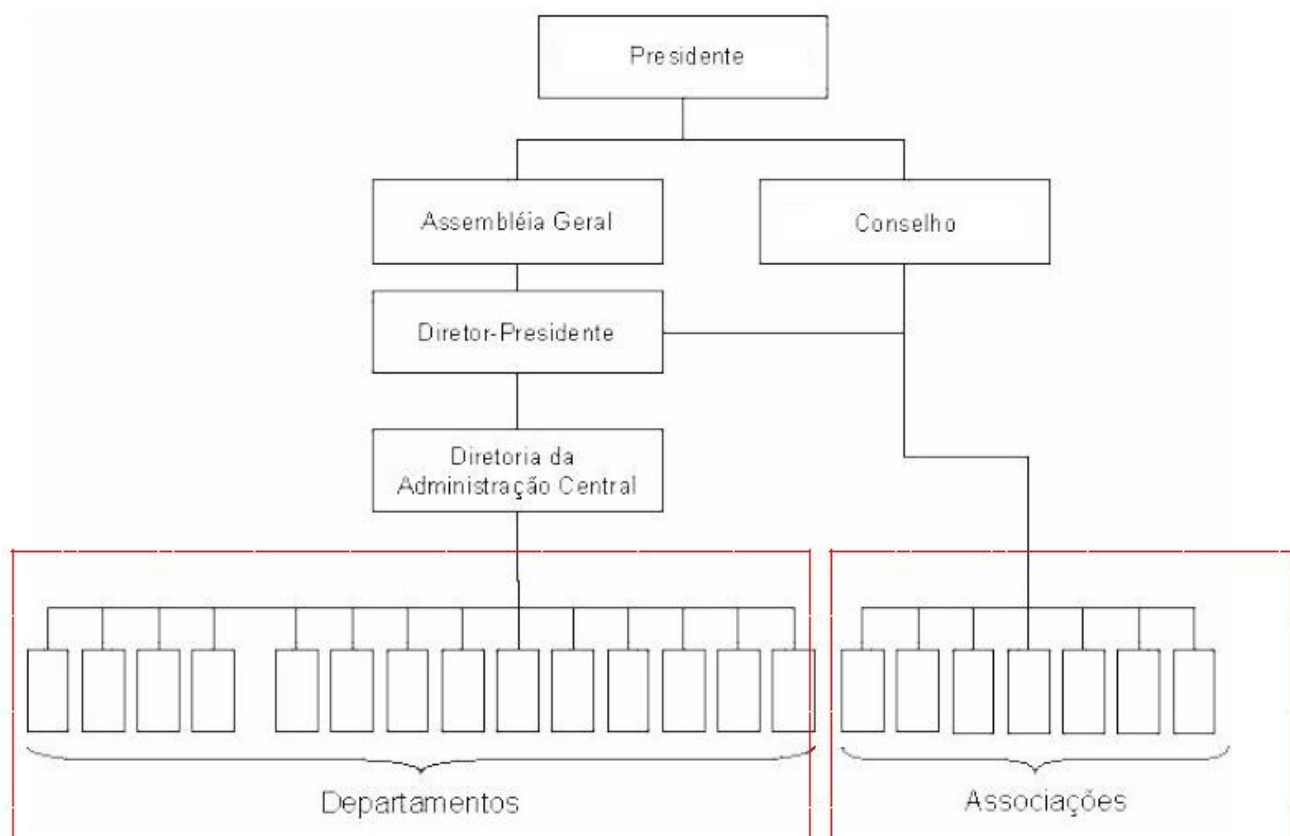 Presidente
Assembléia Geral
Conselho
Diretor-Presidente
Diretoria da
Administração Central
Departamentos
Associações